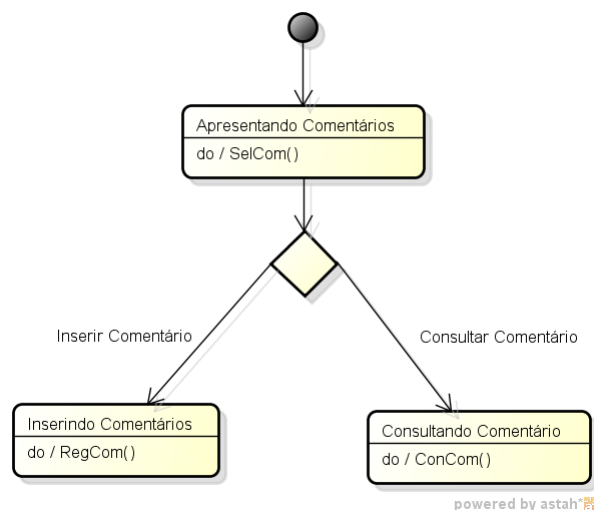 Apresentando Comentários
do / SelCom()
Inserir Comentário
Consultar Comentário
Inserindo Comentários
do / RegCom()
Consultando Comentário
do / ConCom()
powered by astah*